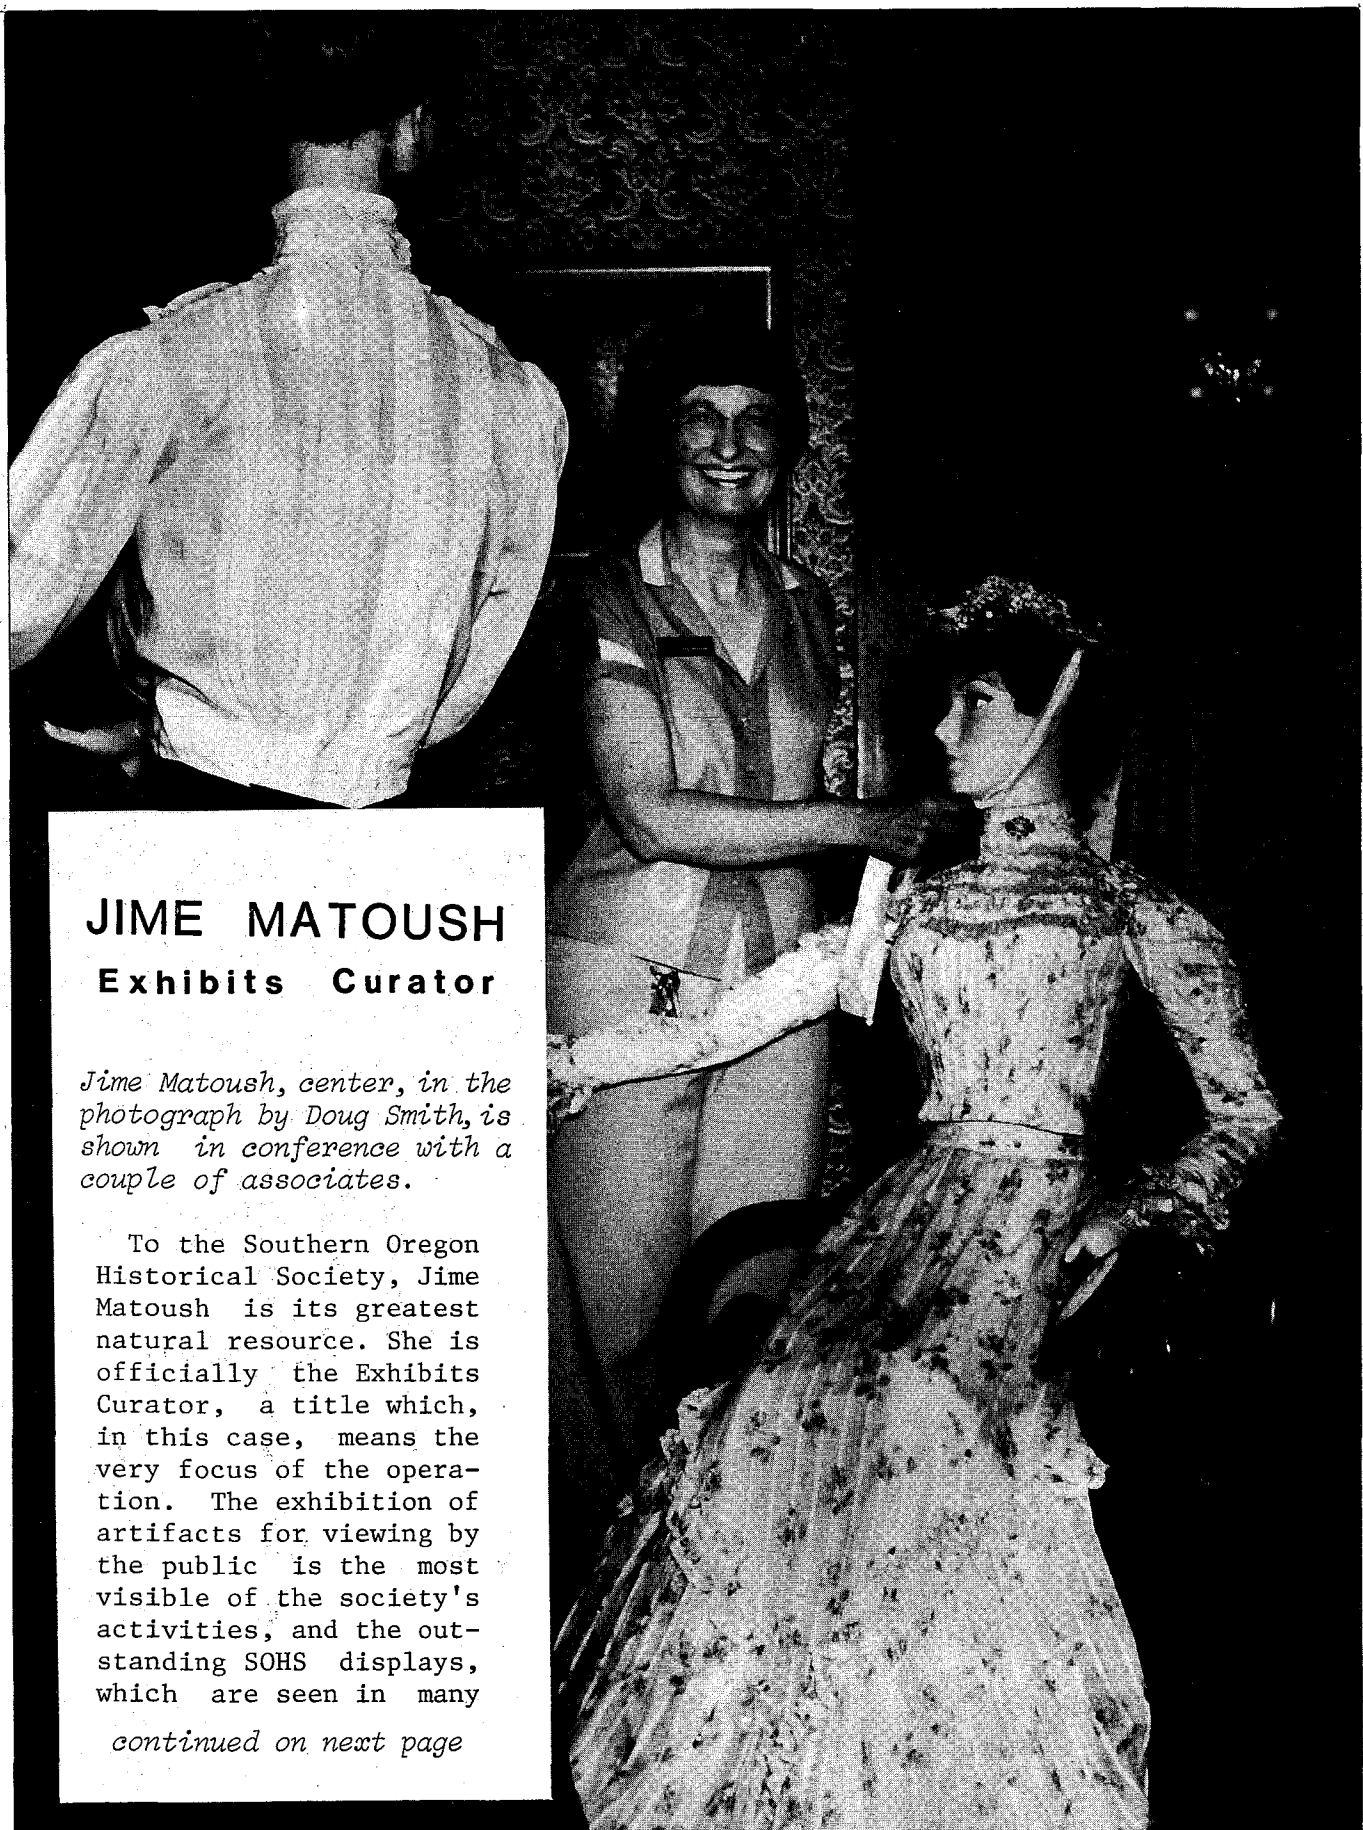 JIME MATOUSH
Exhibits Curator
Jime Matoush, center, in the
photograph by Doug Smith, is
shown in conference with a
couple of associates.
To the Southern Oregon
Historical Society, Jime
Matoush is its greatest
natural resource. She is
officially the Exhibits
Curator, a title which,
in this case, means the
very focus of the opera-
tion. The exhibition of
artifacts for viewing by
the public is the most
visible of the society's
activities, and the out-
standing SOHS displays,
which are seen in many
continued on next page